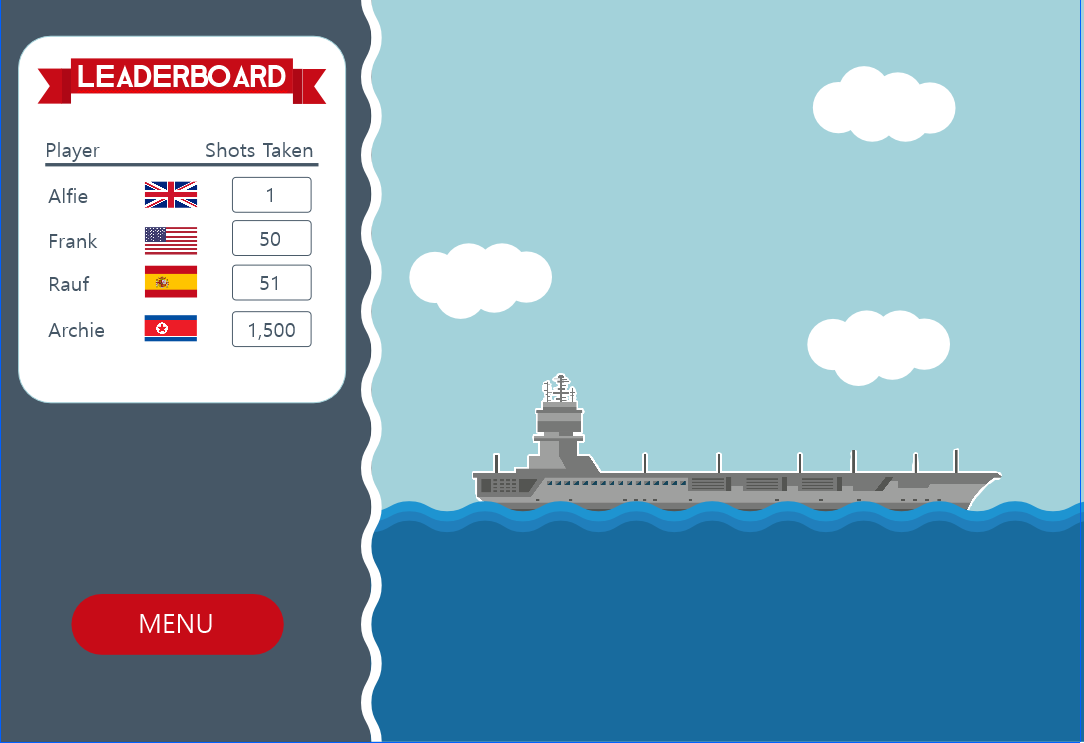 LEADERBOARD
Player Shots Taken
Alfie 1
Frank 50
Rauf 51
Archie 1,500
MENU